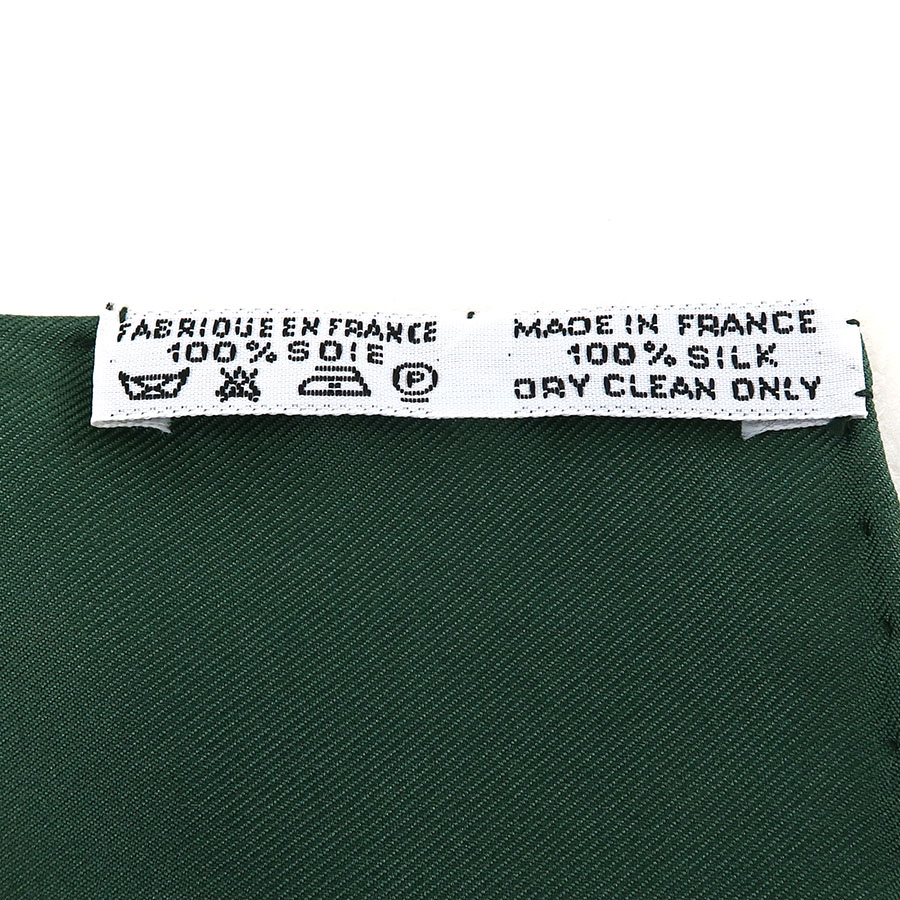 FABRIQUE EN FRANCE
100% SOIE
P
MADE IN FRANCE
100% SILK
DRY CLEAN ONLY